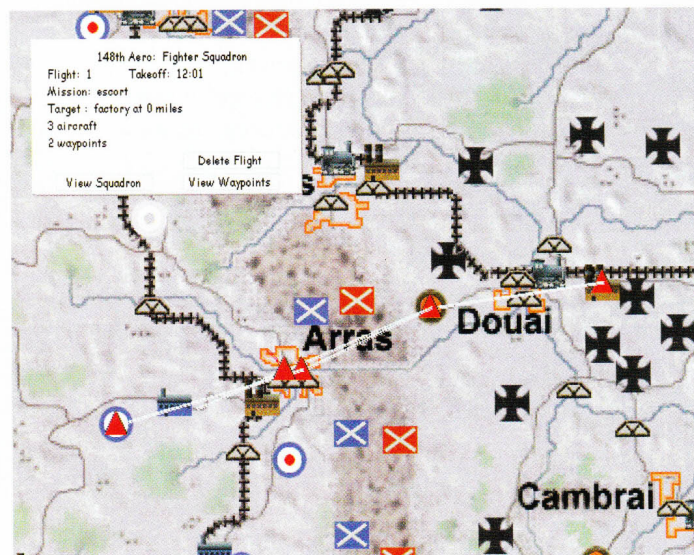 148th Aero: Fighter Squadron
Flight: 1 Takeoff: 12:01
Mission: escort
Target : factory at 0 miles
3 aircraft
2 waypoints
Delete Flight
View Squadron View Waypoints
s
Arras
Douai
Cambrai